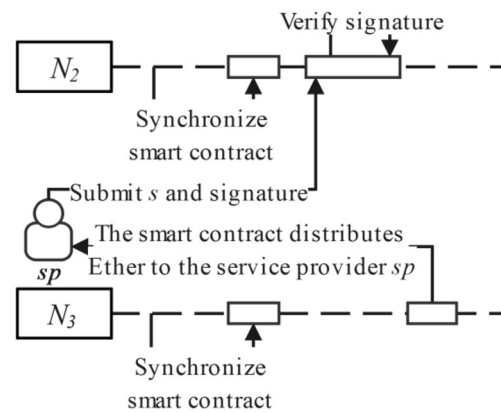 Verify signature
N2
Synchronize
smart contract
Submit s and signature
The smart contract distributes
Ether to the service provider sp
sp
N3
Synchronize
smart contract